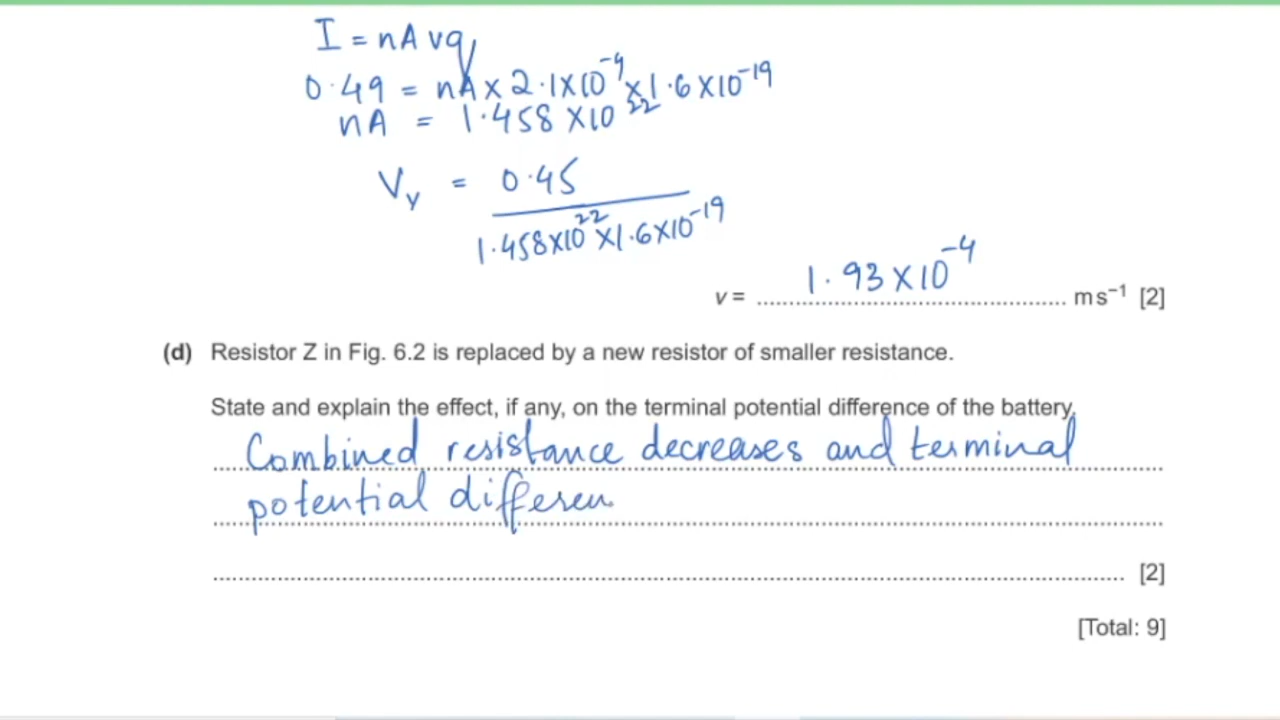 I = nAvq
0.49 = nA × 2.1×10⁻⁴ × 1.6×10⁻¹⁹
nA = 1.458 × 10²²
Vy = 0.45
1.458×10²² × 1.6×10⁻¹⁹
1.93 × 10⁻⁴
v = ........................................ m s⁻¹ [2]
(d) Resistor Z in Fig. 6.2 is replaced by a new resistor of smaller resistance.
State and explain the effect, if any, on the terminal potential difference of the battery.
Combined resistance decreases and terminal
potential differen
[2]
[Total: 9]